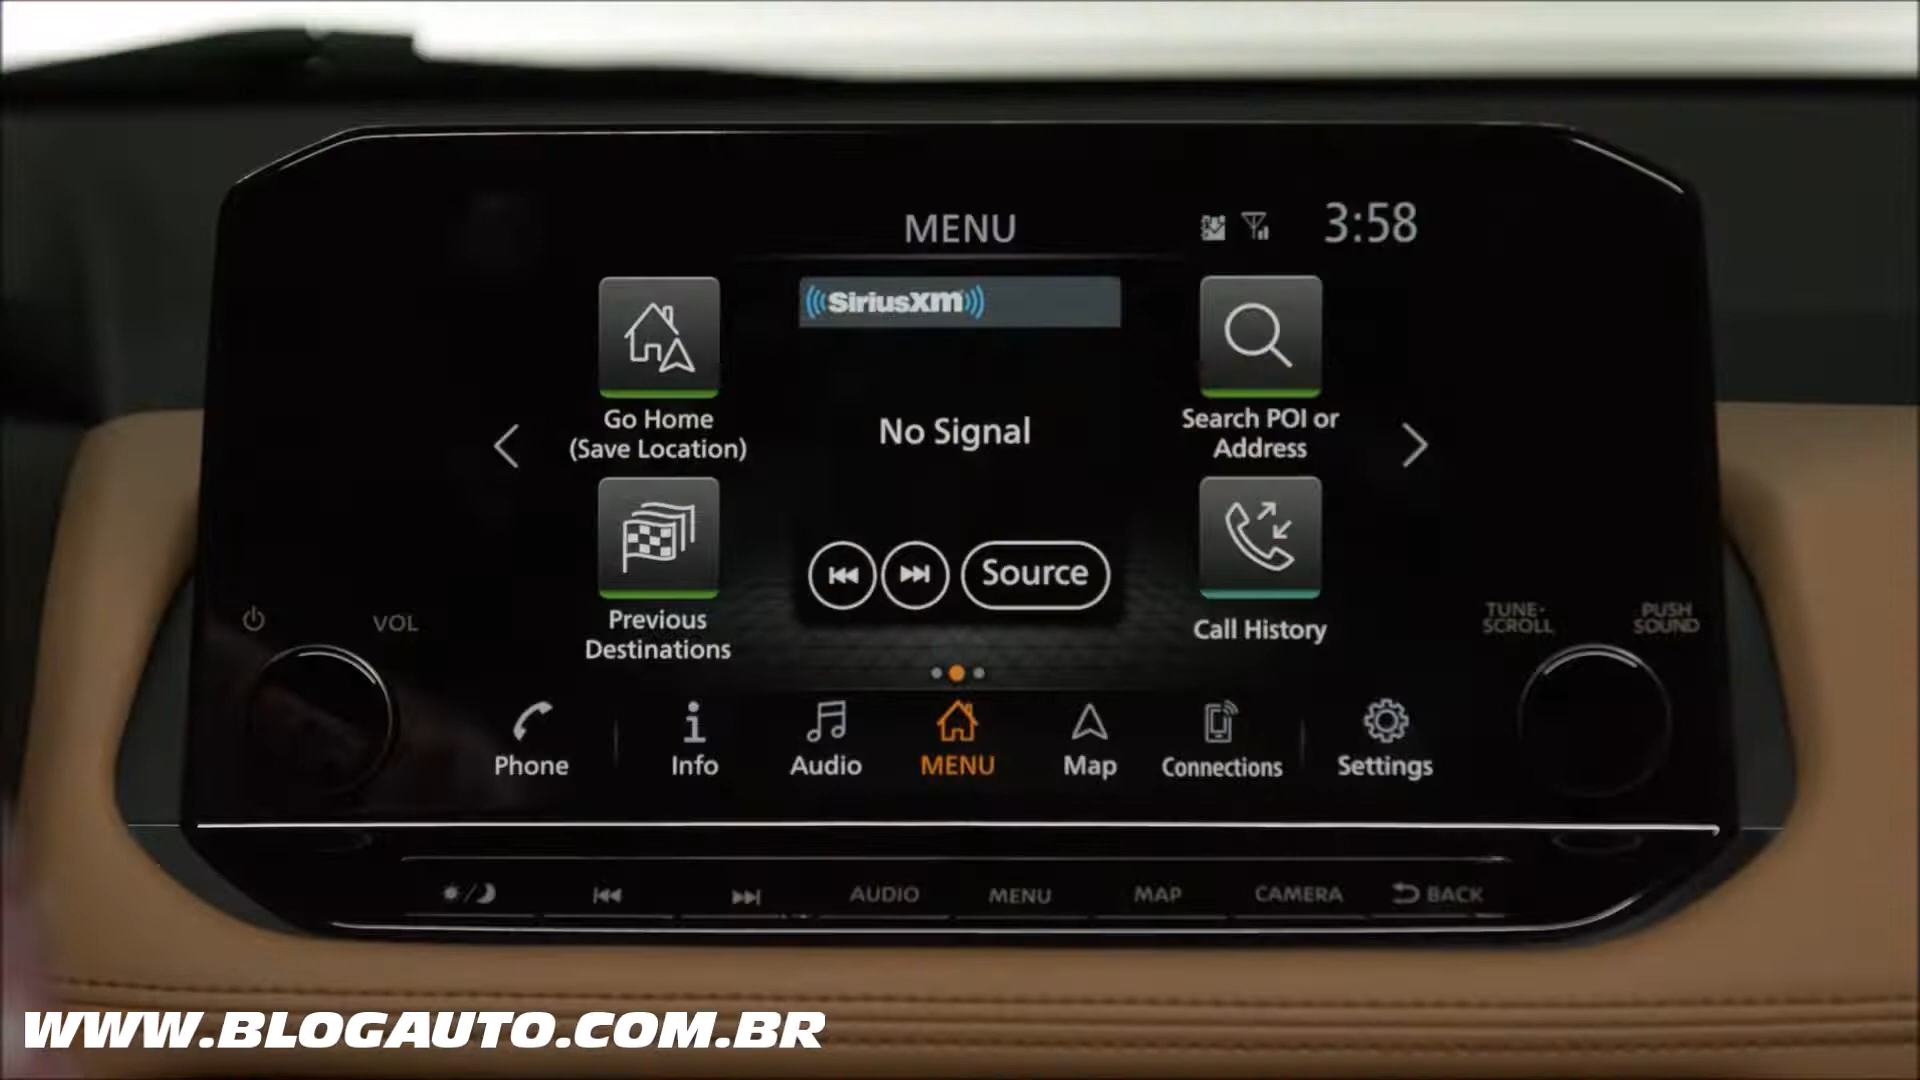 MENU
3:58
SiriusXM
Go Home
(Save Location)
No Signal
Search POI or
Address
Source
Previous
Destinations
Call History
VOL
TUNE·
SCROLL
PUSH
SOUND
Phone
Info
Audio
MENU
Map
Connections
Settings
AUDIO
MENU
MAP
CAMERA
BACK
WWW.BLOGAUTO.COM.BR